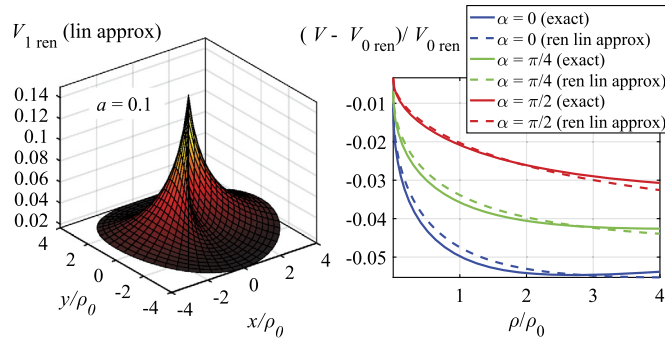 V1 ren (lin approx)
a = 0.1
0.14
0.12
0.1
0.08
0.06
0.04
0.02
4
2
0
-2
-4
y/ρ0
-4
-2
0
2
4
x/ρ0
( V - V0 ren)/ V0 ren
α = 0 (exact)
α = 0 (ren lin approx)
α = π/4 (exact)
α = π/4 (ren lin approx)
α = π/2 (exact)
α = π/2 (ren lin approx)
-0.01
-0.02
-0.03
-0.04
-0.05
1
2
3
4
ρ/ρ0